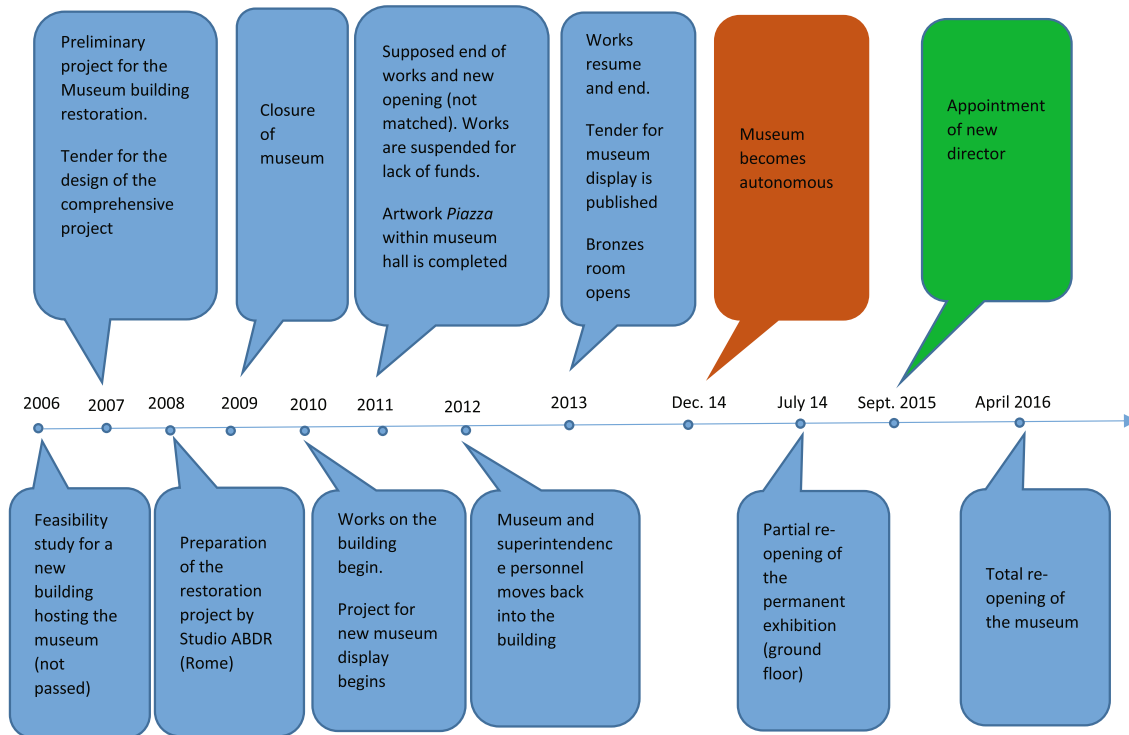 Preliminary
project for the
Museum building
restoration.
Tender for the
design of the
comprehensive
project
Closure
of
museum
Supposed end of
works and new
opening (not
matched). Works
are suspended for
lack of funds.
Artwork Piazza
within museum
hall is completed
Works
resume
and end.
Tender for
museum
display is
published
Bronzes
room
opens
Museum
becomes
autonomous
Appointment
of new
director
2006
2007
2008
2009
2010
2011
2012
2013
Dec. 14
July 14
Sept. 2015
April 2016
Feasibility
study for a
new
building
hosting the
museum
(not
passed)
Preparation
of the
restoration
project by
Studio ABDR
(Rome)
Works on the
building
begin.
Project for
new museum
display
begins
Museum and
superintendenc
e personnel
moves back
into the
building
Partial re-
opening of
the
permanent
exhibition
(ground
floor)
Total re-
opening of
the museum